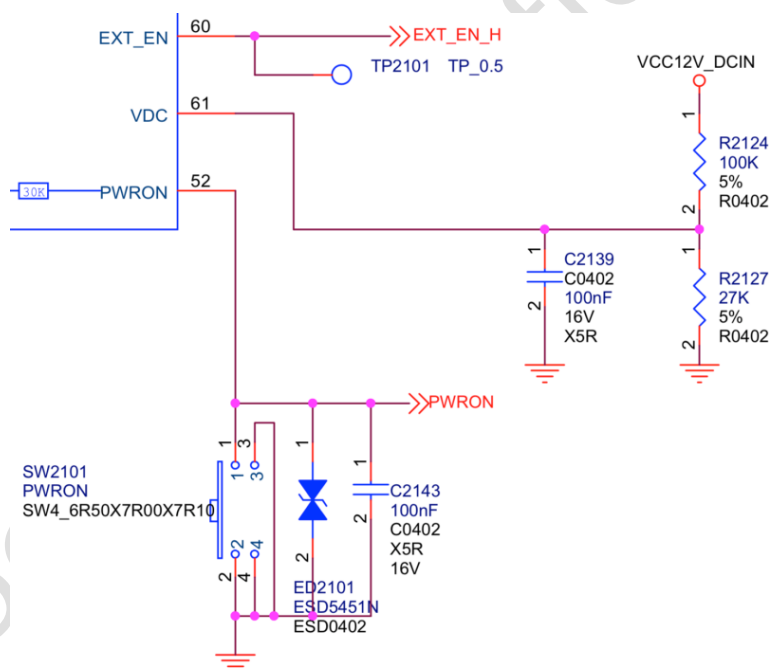 EXT_EN
60
EXT_EN_H
TP2101 TP_0.5
VCC12V_DCIN
VDC
61
1
R2124
100K
5%
R0402
2
30K
PWRON
52
1
C2139
C0402
100nF
16V
X5R
2
1
R2127
27K
5%
R0402
2
PWRON
SW2101
PWRON
SW4_6R50X7R00X7R10
1
3
1
3
2
4
2
4
1
2
ED2101
ESD5451N
ESD0402
1
C2143
100nF
C0402
X5R
16V
2